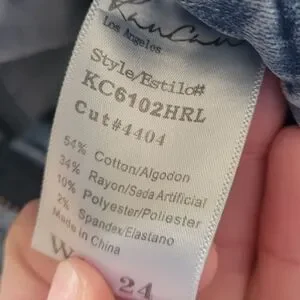 KanCan
Los Angeles
Style/Estilo#
KC6102HRL
Cut#4404
54% Cotton/Algodon
34% Rayon/Seda Artificial
10% Polyester/Poliester
2% Spandex/Elastano
Made in China
W 24